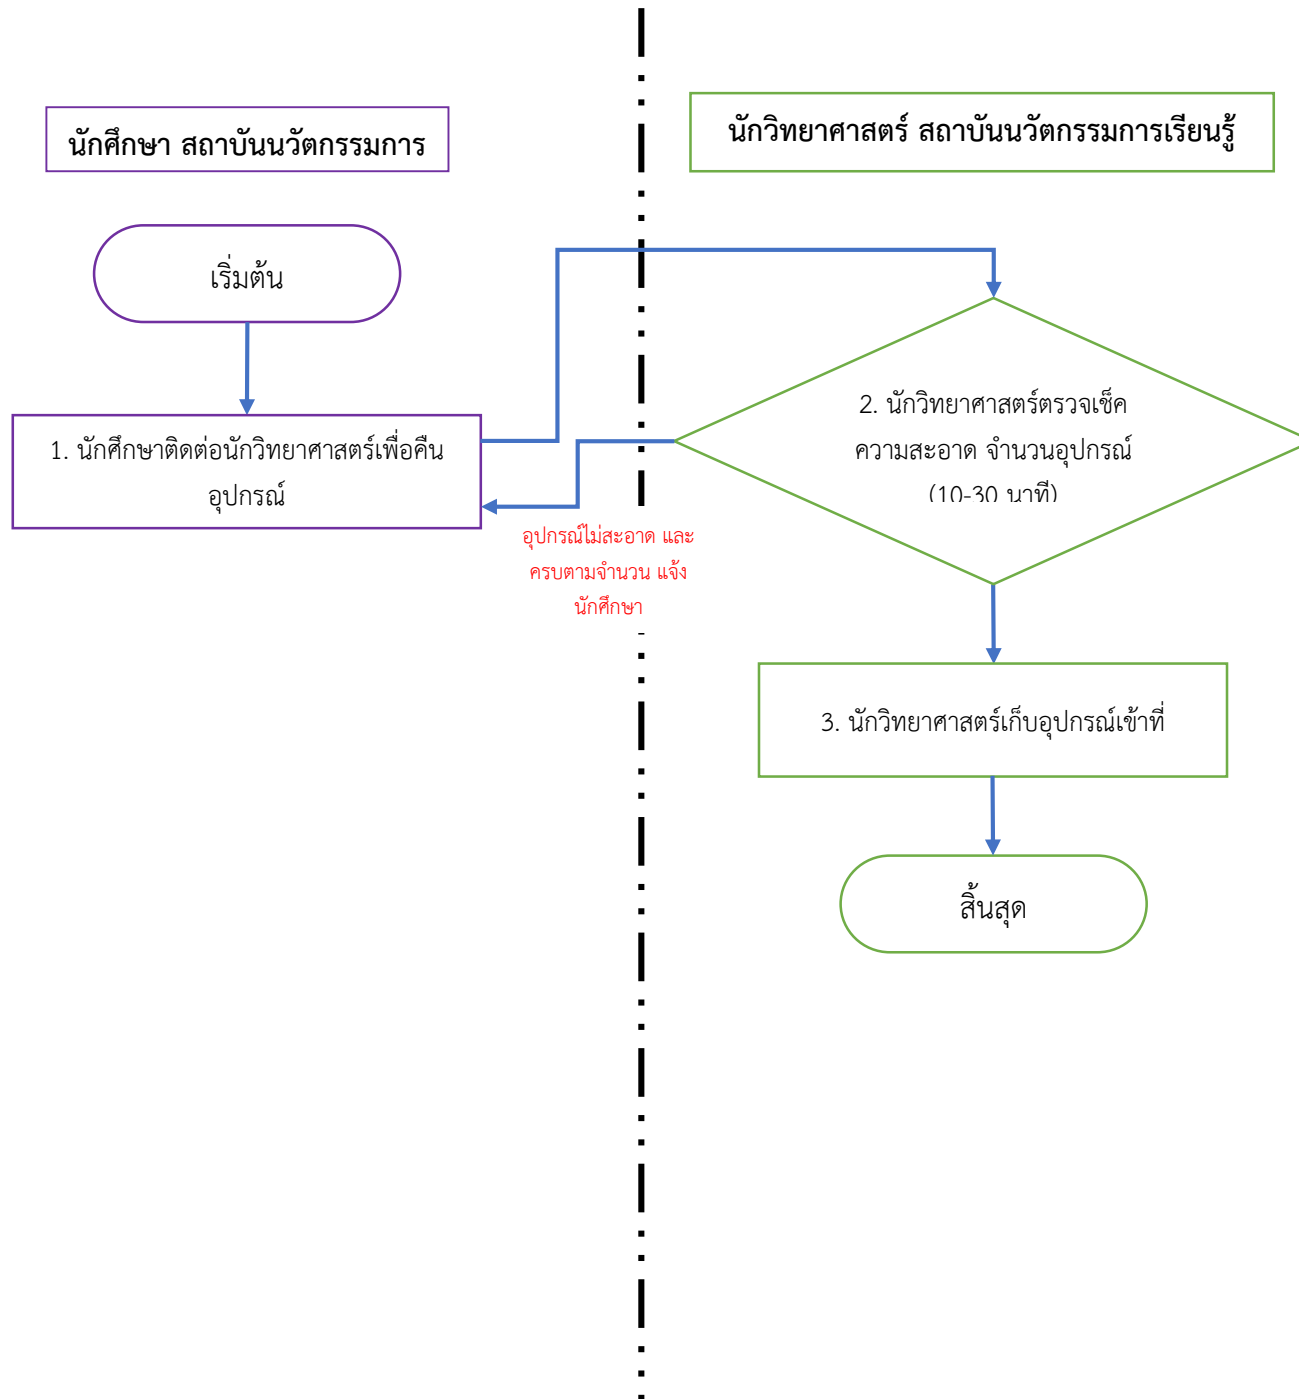 นักศึกษา สถาบันนวัตกรรมการ
นักวิทยาศาสตร์ สถาบันนวัตกรรมการเรียนรู้
เริ่มต้น
1. นักศึกษาติดต่อนักวิทยาศาสตร์เพื่อคืน
อุปกรณ์
2. นักวิทยาศาสตร์ตรวจเช็ค
ความสะอาด จำนวนอุปกรณ์
(10-30 นาที)
อุปกรณ์ไม่สะอาด และ
ครบตามจำนวน แจ้ง
นักศึกษา
3. นักวิทยาศาสตร์เก็บอุปกรณ์เข้าที่
สิ้นสุด